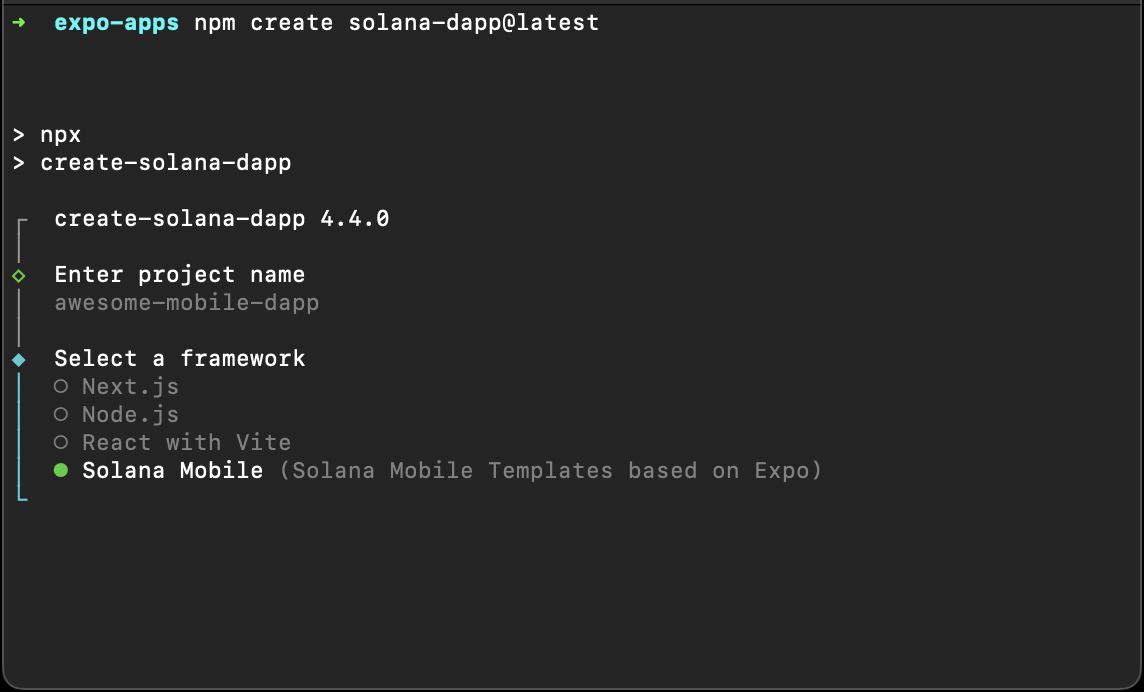 ➜ expo-apps npm create solana-dapp@latest
> npx
> create-solana-dapp
create-solana-dapp 4.4.0
Enter project name
awesome-mobile-dapp
Select a framework
○ Next.js
○ Node.js
○ React with Vite
● Solana Mobile (Solana Mobile Templates based on Expo)